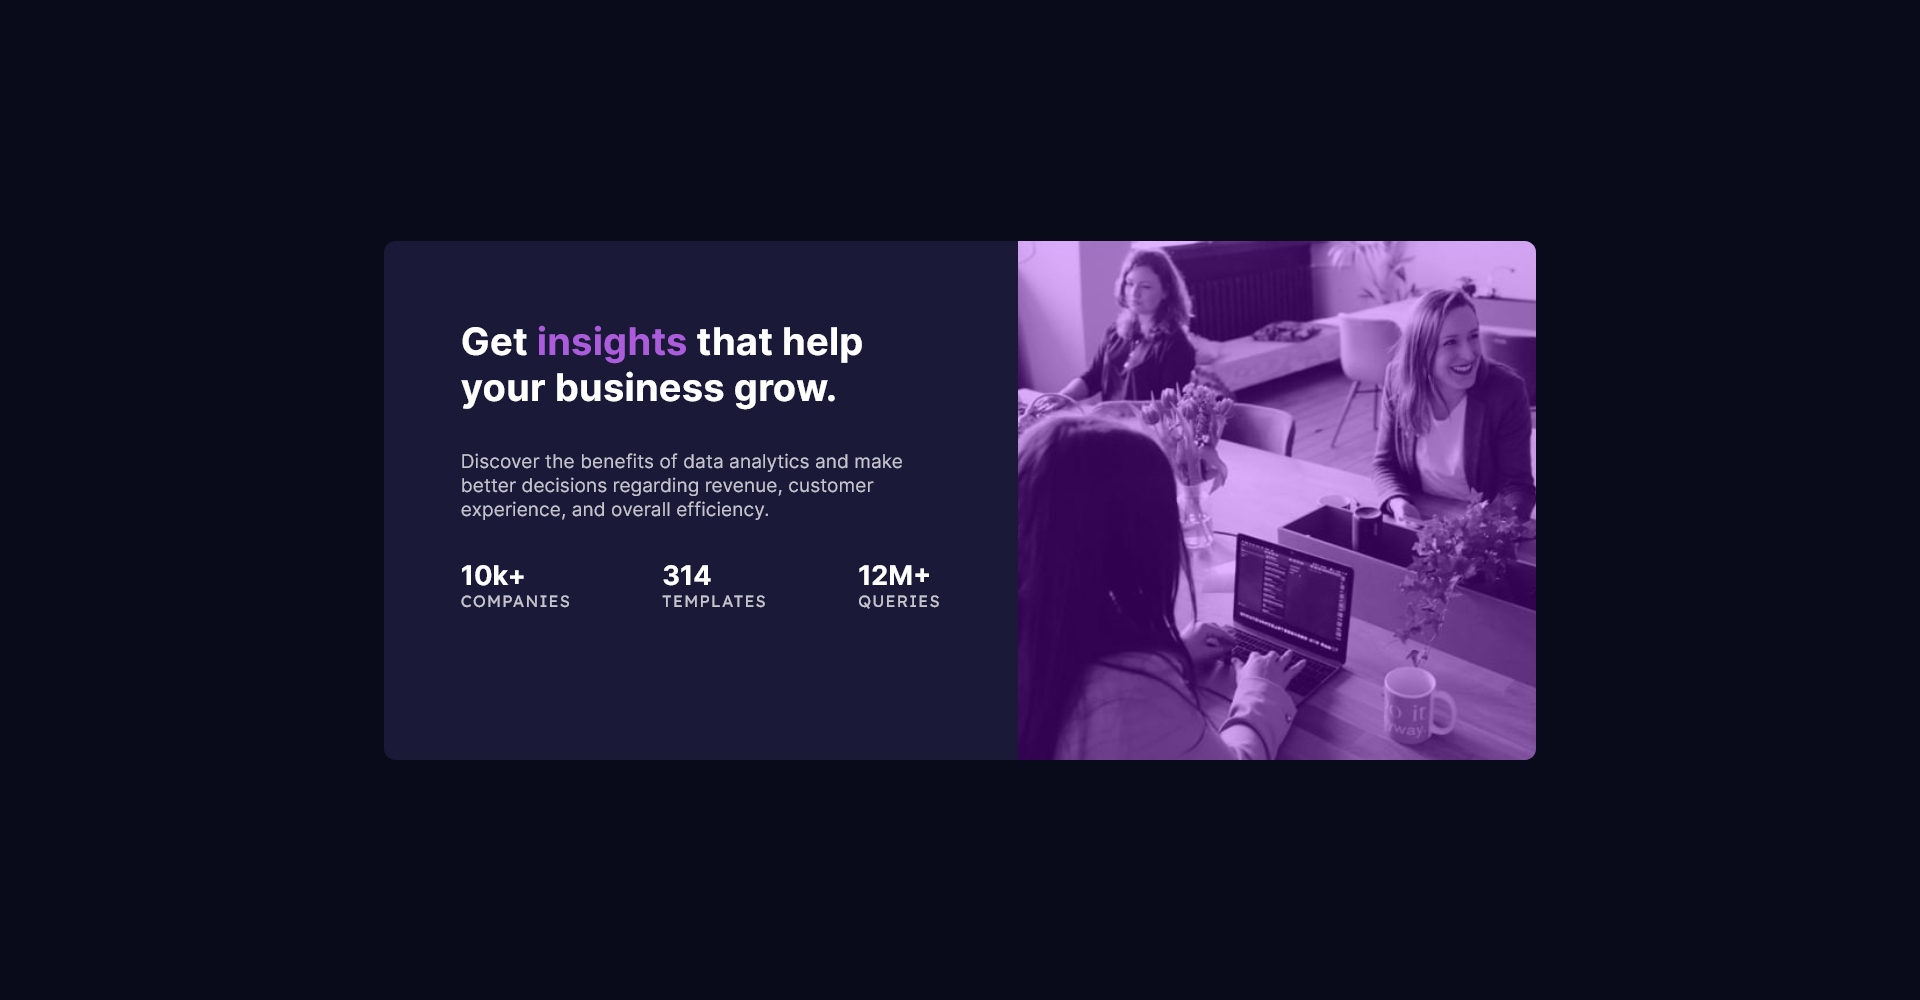 Get insights that help
your business grow.
Discover the benefits of data analytics and make
better decisions regarding revenue, customer
experience, and overall efficiency.
10k+ 314 12M+
COMPANIES TEMPLATES QUERIES